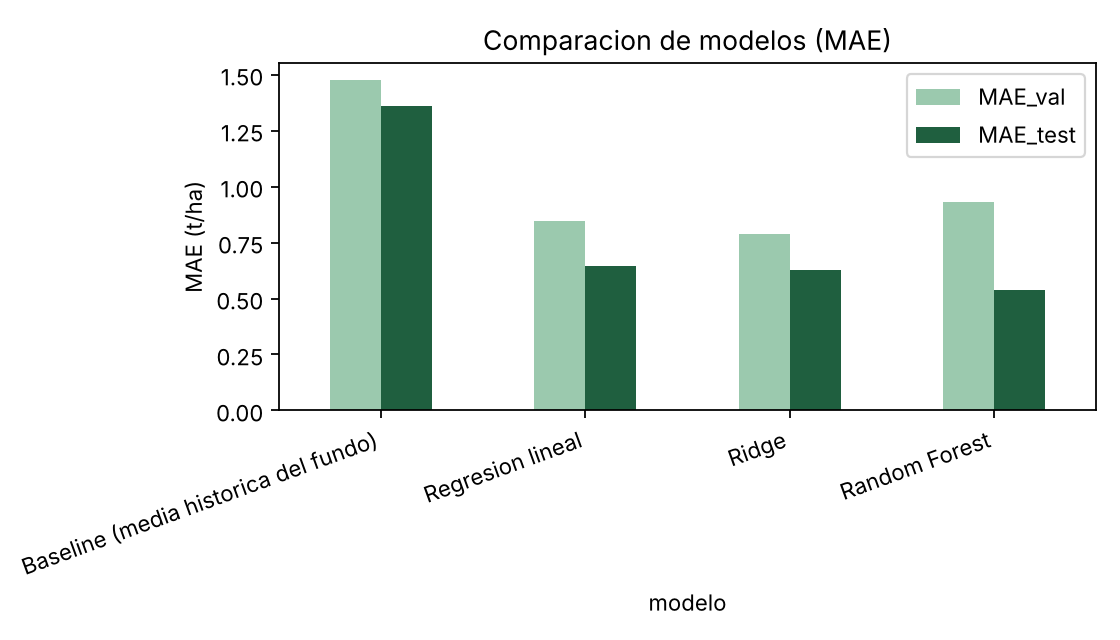 Comparacion de modelos (MAE)
1.50
1.25
1.00
0.75
0.50
0.25
0.00
MAE (t/ha)
MAE_val
MAE_test
Baseline (media historica del fundo)
Regresion lineal
Ridge
Random Forest
modelo